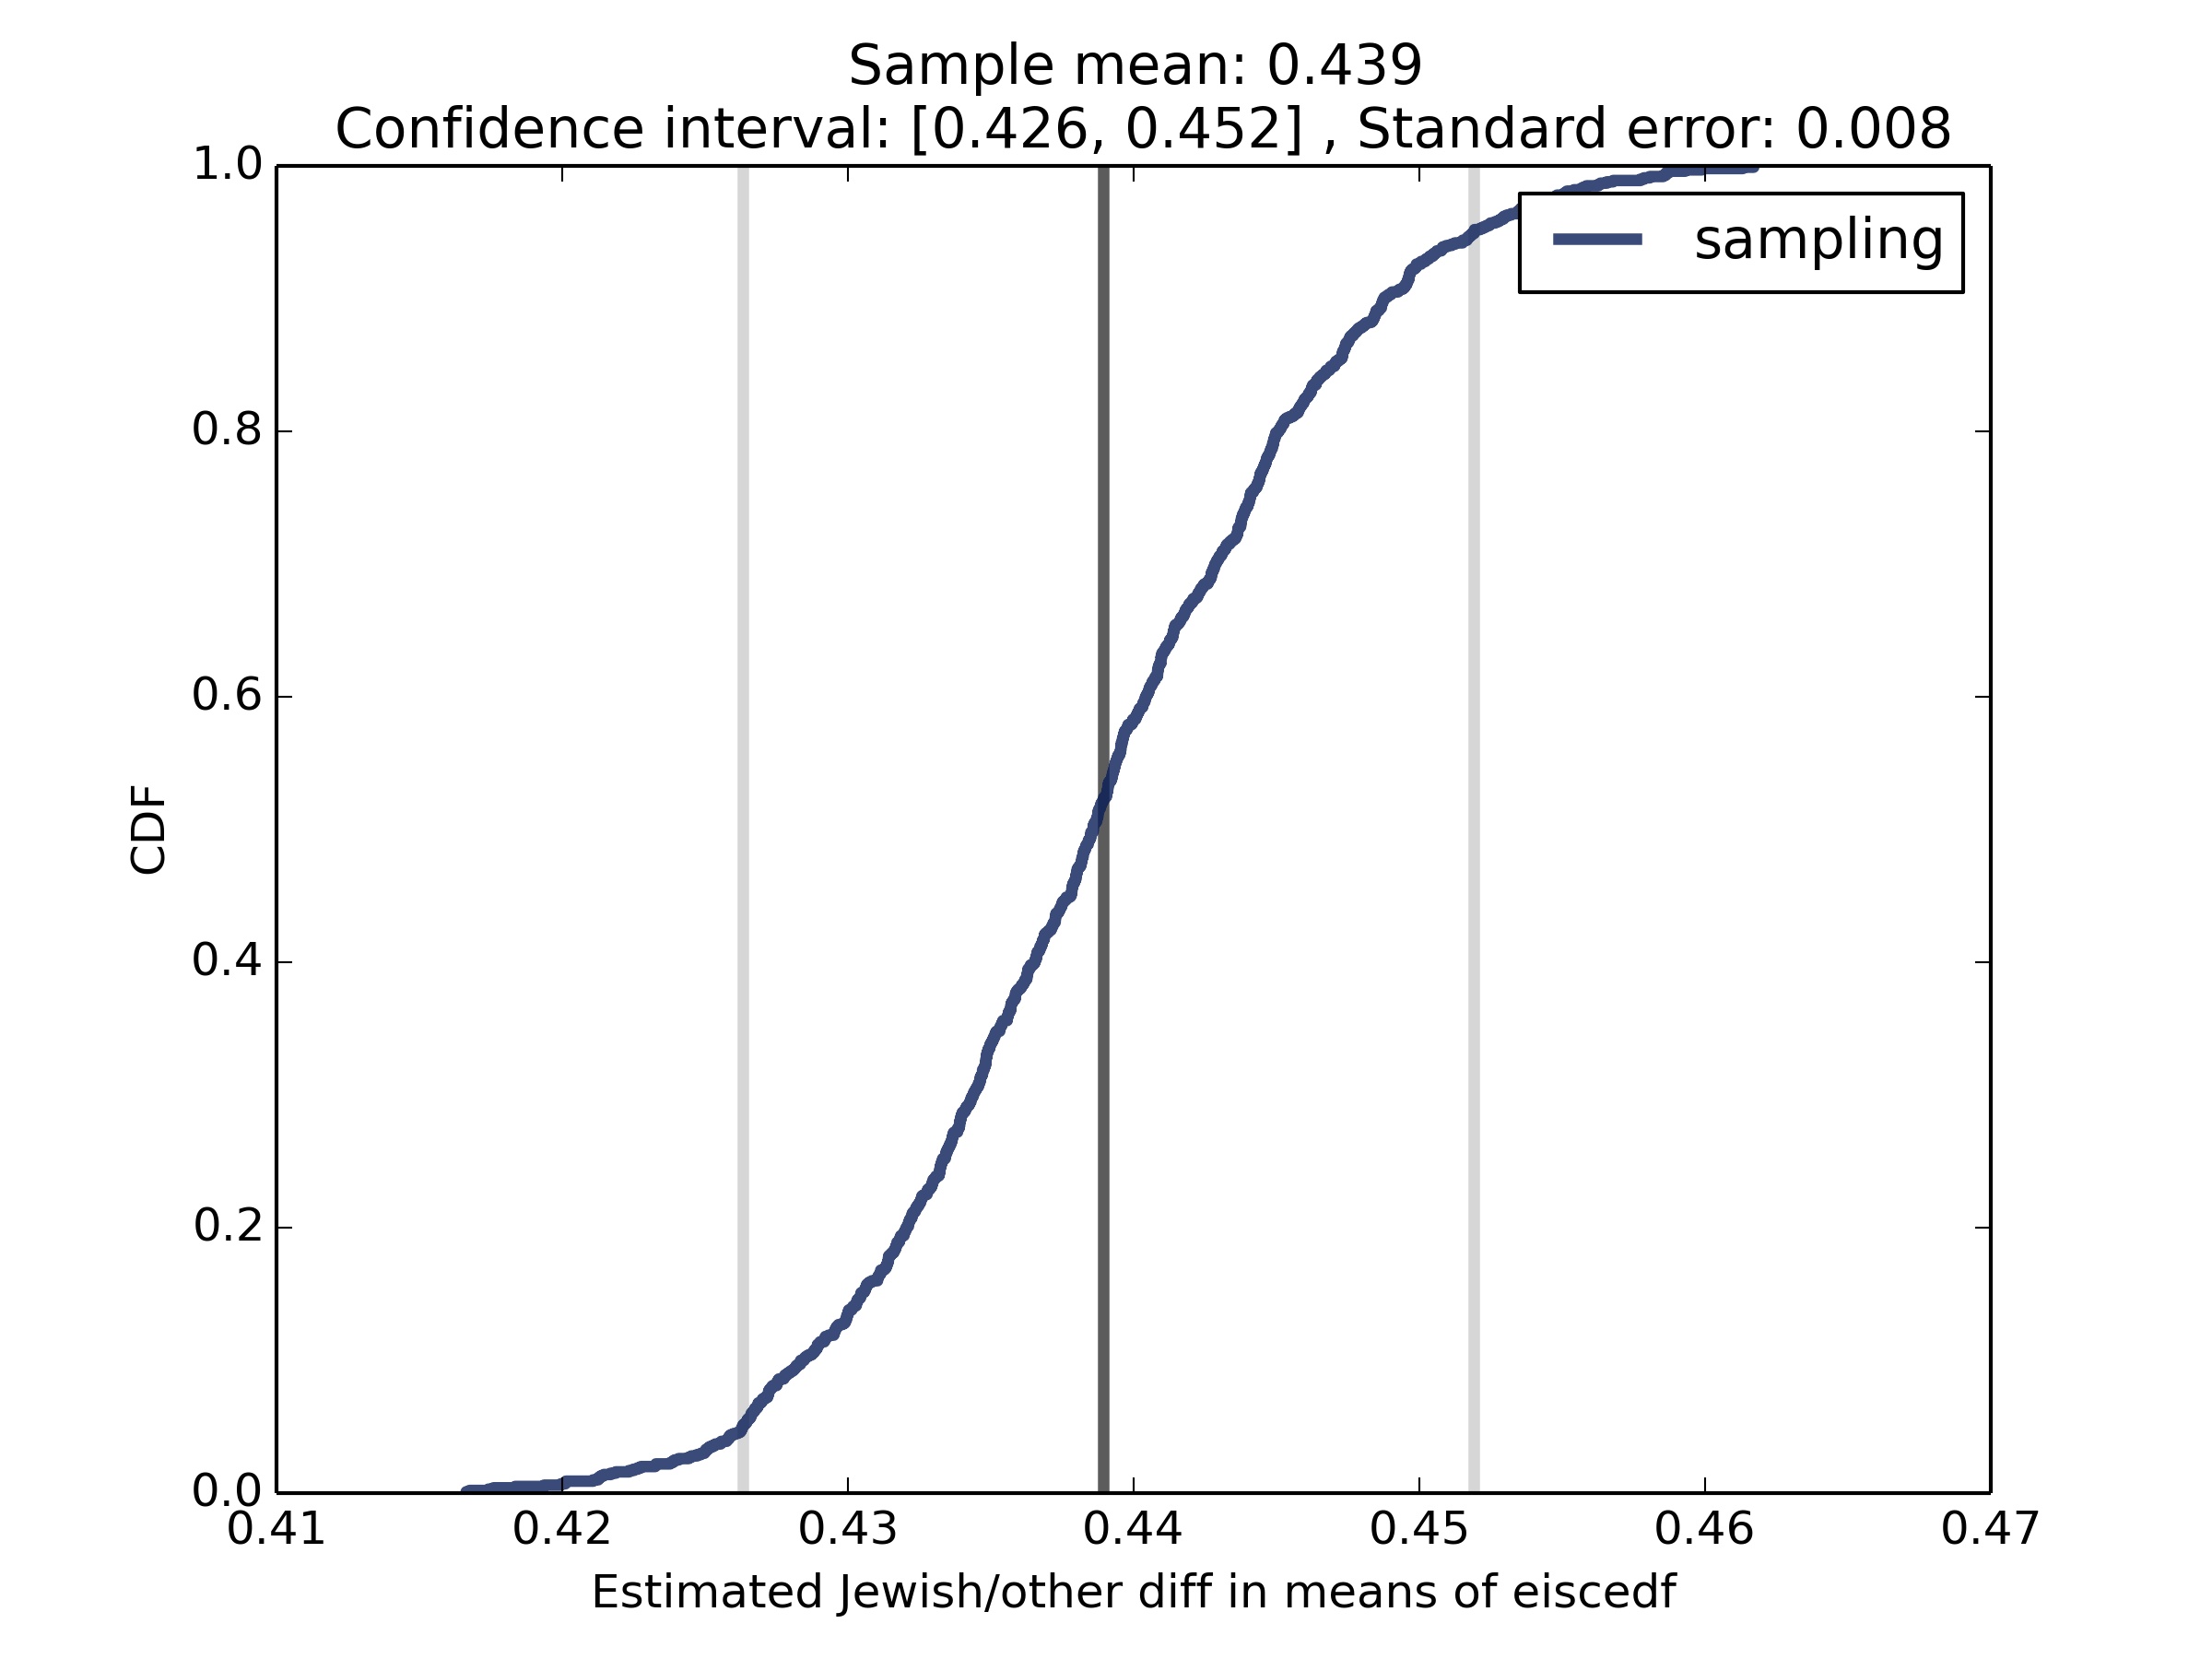 Sample mean: 0.439
Confidence interval: [0.426, 0.452] , Standard error: 0.008
1.0
0.8
0.6
0.4
0.2
0.0
CDF
sampling
0.41 0.42 0.43 0.44 0.45 0.46 0.47
Estimated Jewish/other diff in means of eiscedf